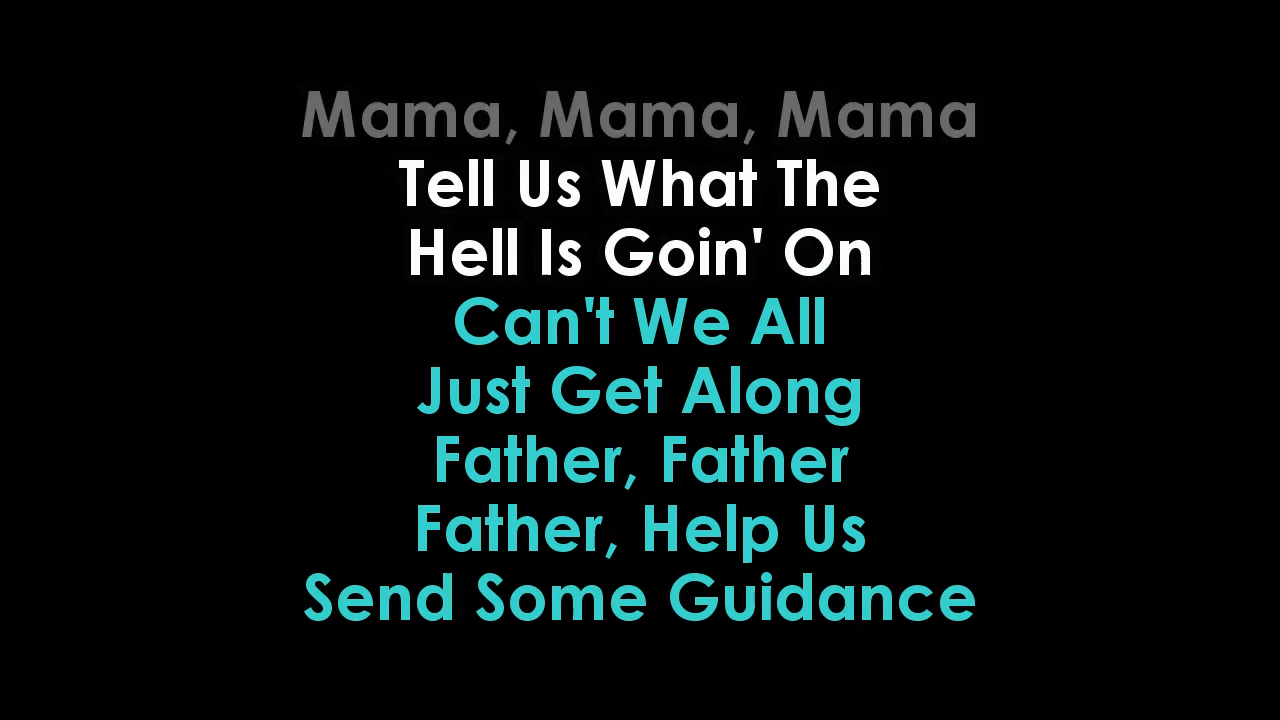 Mama, Mama, Mama
Tell Us What The
Hell Is Goin' On
Can't We All
Just Get Along
Father, Father
Father, Help Us
Send Some Guidance